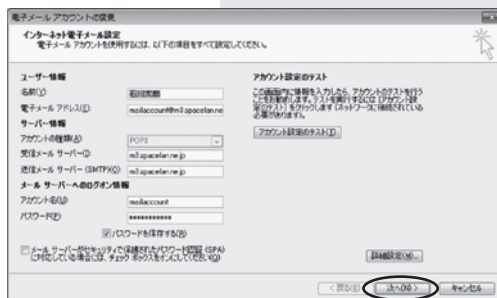 電子メール アカウントの変更
インターネット電子メール設定
電子メール アカウントを使用するには、以下の項目をすべて設定してください。
ユーザー情報
名前(Y)
石川太郎
電子メール アドレス(E)
mailaccount@m3.spacelan.ne
サーバー情報
アカウントの種類(A)
POP3
受信メール サーバー(I)
m3.spacelan.ne.jp
送信メール サーバー (SMTP)(O)
m3.spacelan.ne.jp
メール サーバーへのログオン情報
アカウント名(U)
mailaccount
パスワード(P)
***********
パスワードを保存する(R)
メール サーバーがセキュリティで保護されたパスワード認証 (SPA)
に対応している場合には、チェック ボックスをオンにしてください(Q)
アカウント設定のテスト
この画面内に情報を入力したら、アカウントのテストを行う
ことをお勧めします。テストを実行するには [アカウント設
定のテスト] をクリックします (ネットワークに接続されている
必要があります)。
アカウント設定のテスト(T)
詳細設定(M)...
< 戻る(B)
次へ(N) >
キャンセル